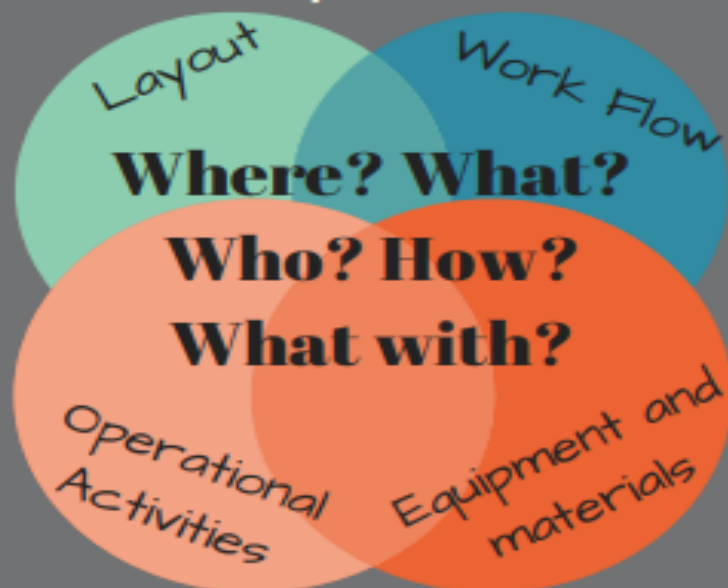 Layout
Work Flow
Where? What?
Who? How?
What with?
Operational
Activities
Equipment and
materials